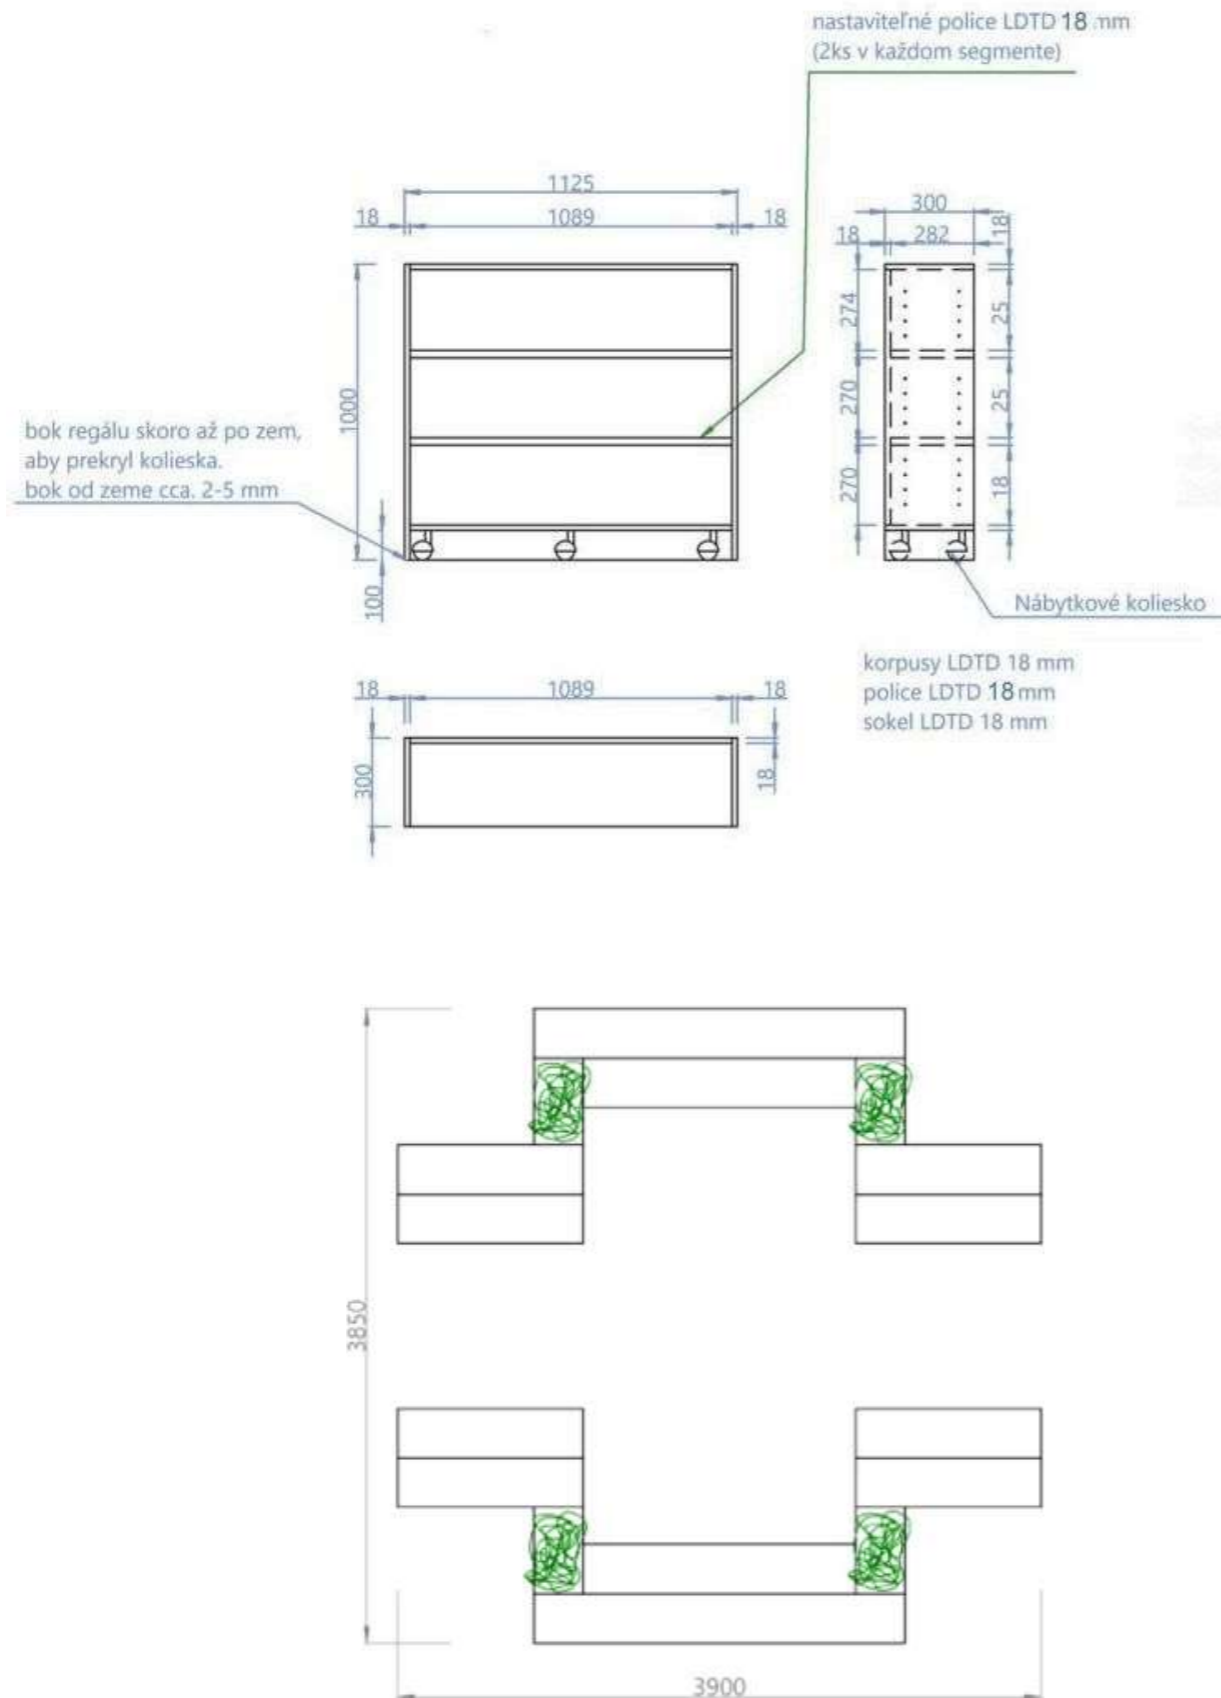 nastaviteľné police LDTD 18 mm
(2ks v každom segmente)
1125
18 1089 18
300
18 282 18
274 25
270 25
270 18
1000
100
bok regálu skoro až po zem,
aby prekryl kolieska.
bok od zeme cca. 2-5 mm
Nábytkové koliesko
korpusy LDTD 18 mm
police LDTD 18 mm
sokel LDTD 18 mm
18 1089 18
300
18
3850
3900